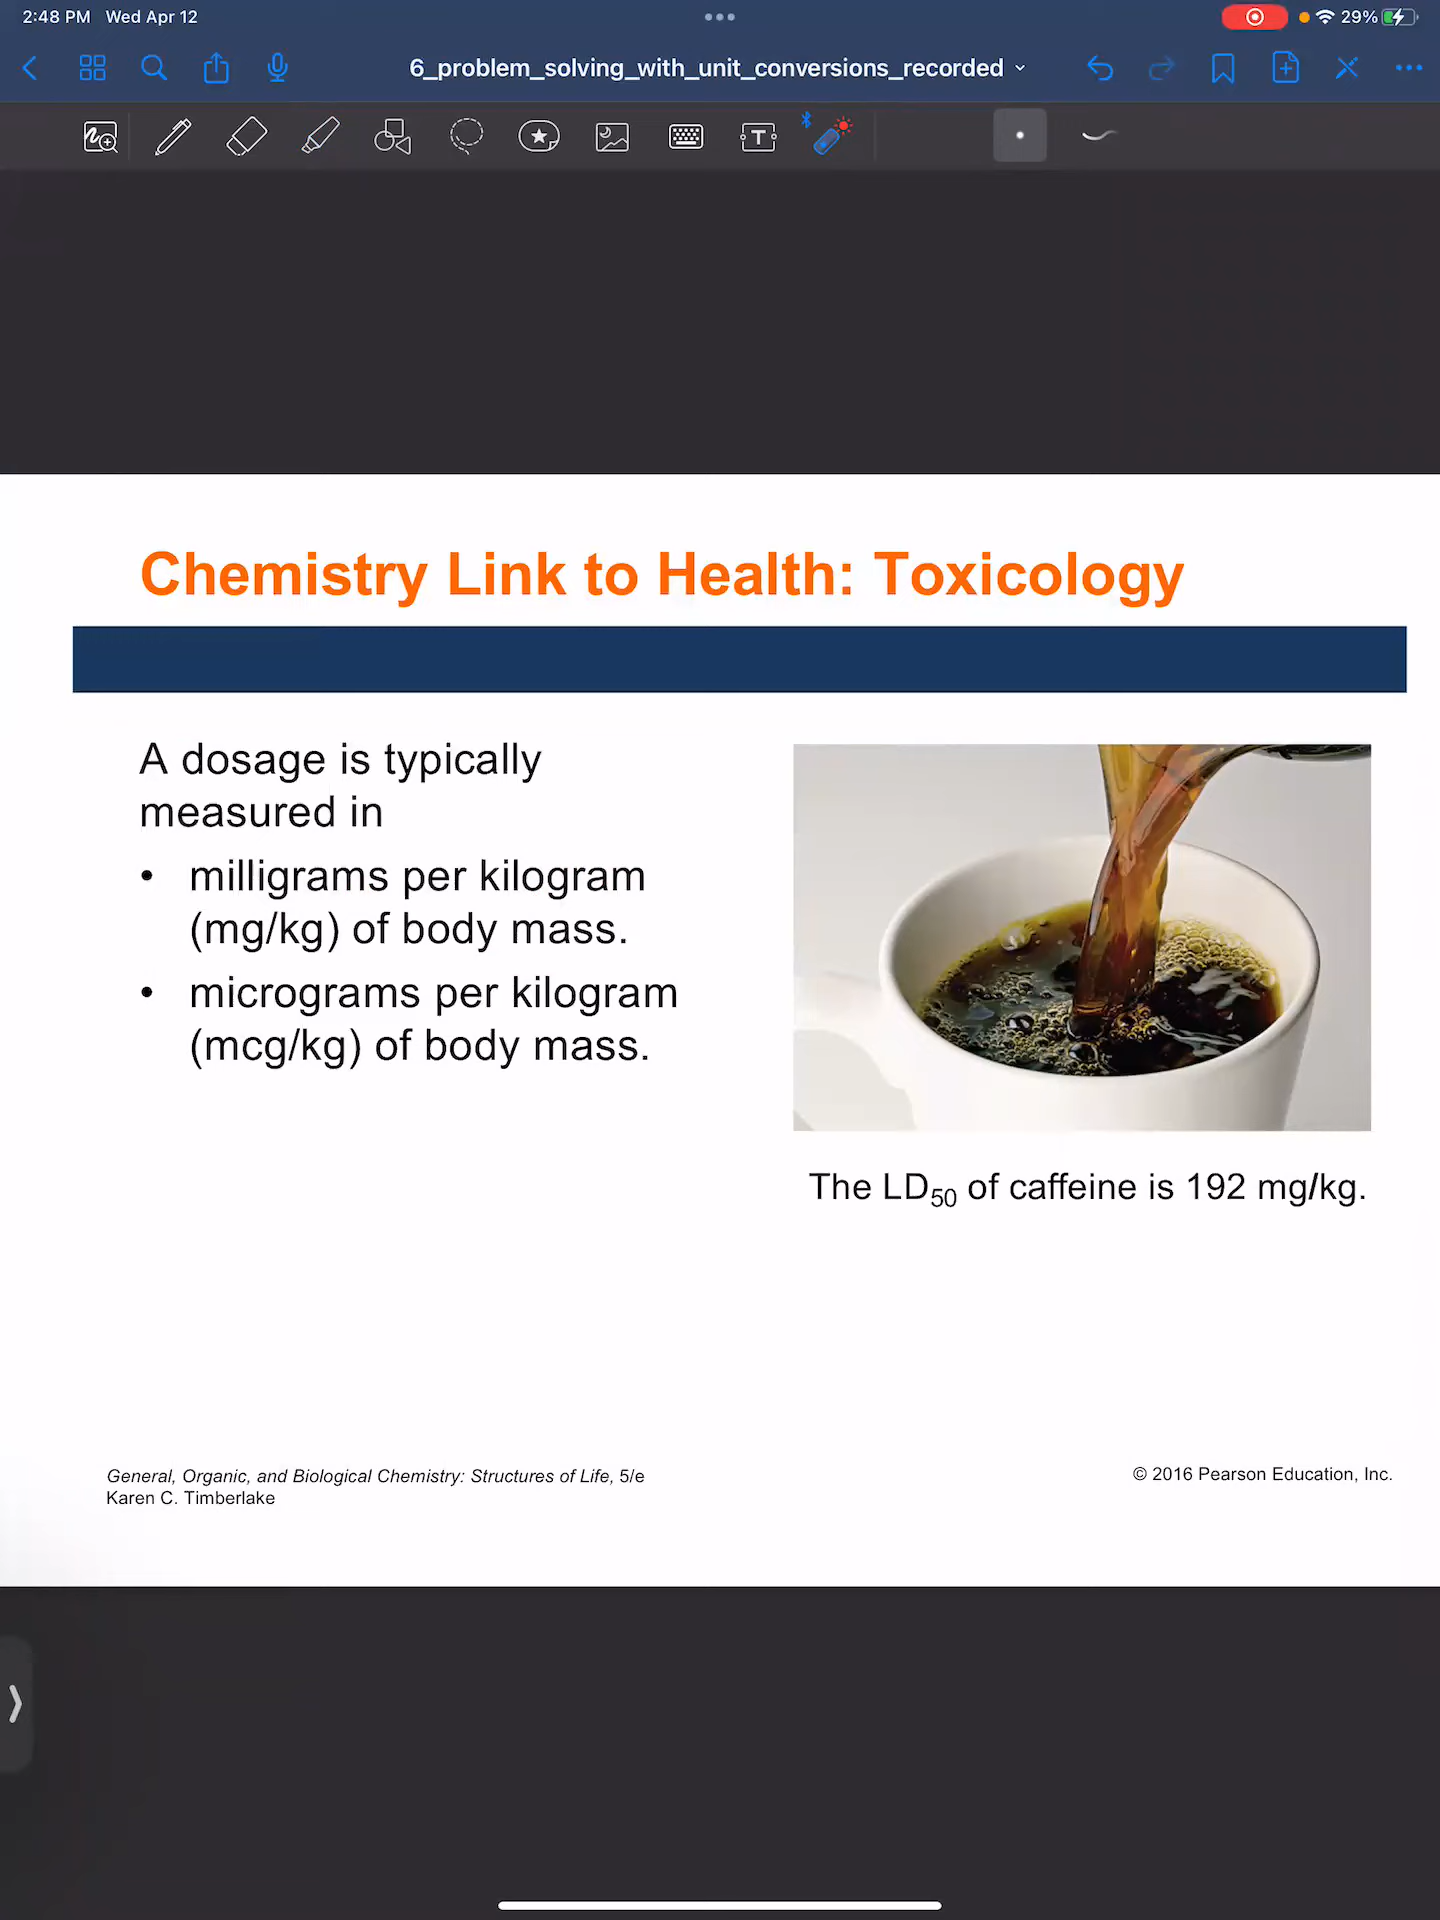 2:48 PM Wed Apr 12
29%
6_problem_solving_with_unit_conversions_recorded
T
Chemistry Link to Health: Toxicology
A dosage is typically
measured in
• milligrams per kilogram
(mg/kg) of body mass.
• micrograms per kilogram
(mcg/kg) of body mass.
The LD50 of caffeine is 192 mg/kg.
General, Organic, and Biological Chemistry: Structures of Life, 5/e
Karen C. Timberlake
© 2016 Pearson Education, Inc.